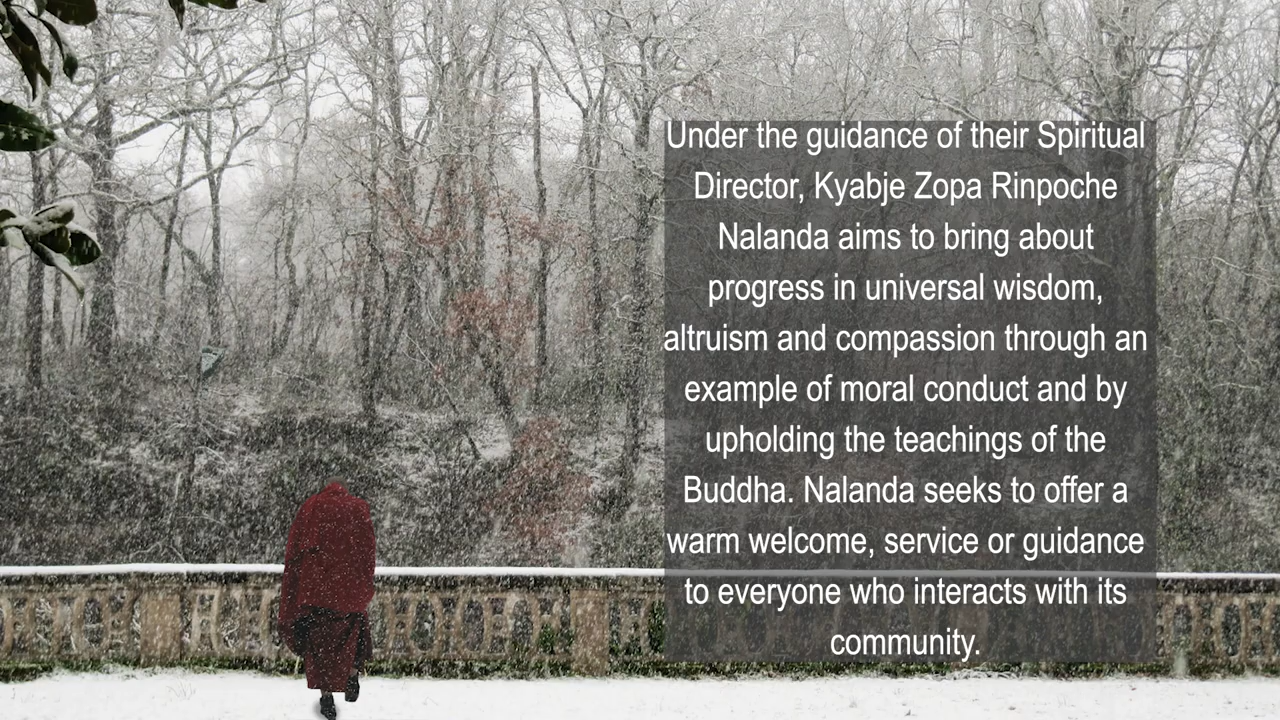 Under the guidance of their Spiritual
Director, Kyabje Zopa Rinpoche
Nalanda aims to bring about
progress in universal wisdom,
altruism and compassion through an
example of moral conduct and by
upholding the teachings of the
Buddha. Nalanda seeks to offer a
warm welcome, service or guidance
to everyone who interacts with its
community.